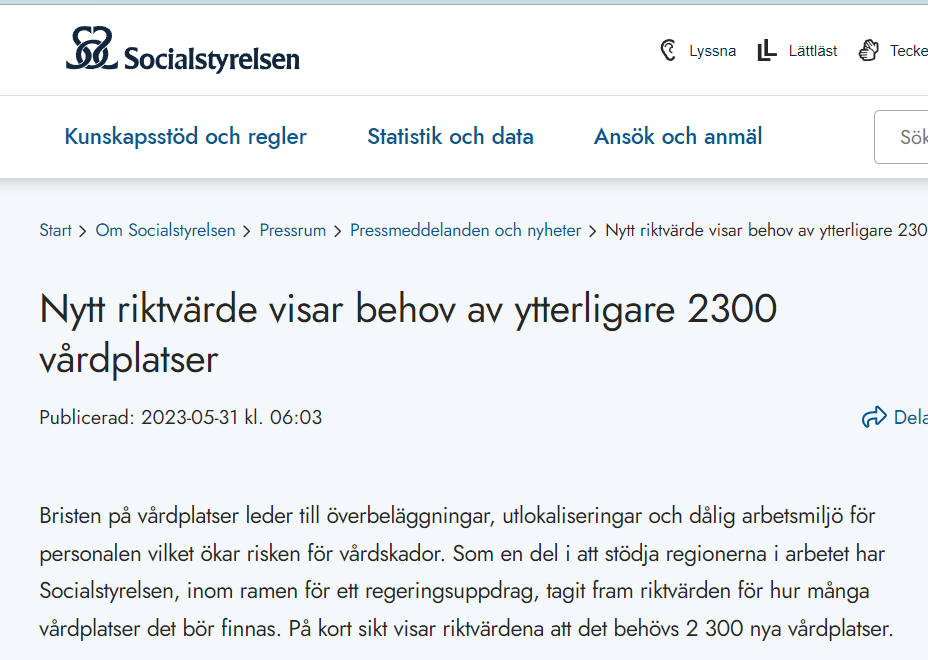 Socialstyrelsen
Lyssna Lättläst
Kunskapsstöd och regler Statistik och data Ansök och anmäl
Start > Om Socialstyrelsen > Pressrum > Pressmeddelanden och nyheter > Nytt riktvärde visar behov av ytterligare 230
Nytt riktvärde visar behov av ytterligare 2300
vårdplatser
Publicerad: 2023-05-31 kl. 06:03
Bristen på vårdplatser leder till överbeläggningar, utlokaliseringar och dålig arbetsmiljö för
personalen vilket ökar risken för vårdskador. Som en del i att stödja regionerna i arbetet har
Socialstyrelsen, inom ramen för ett regeringsuppdrag, tagit fram riktvärden för hur många
vårdplatser det bör finnas. På kort sikt visar riktvärdena att det behövs 2 300 nya vårdplatser.